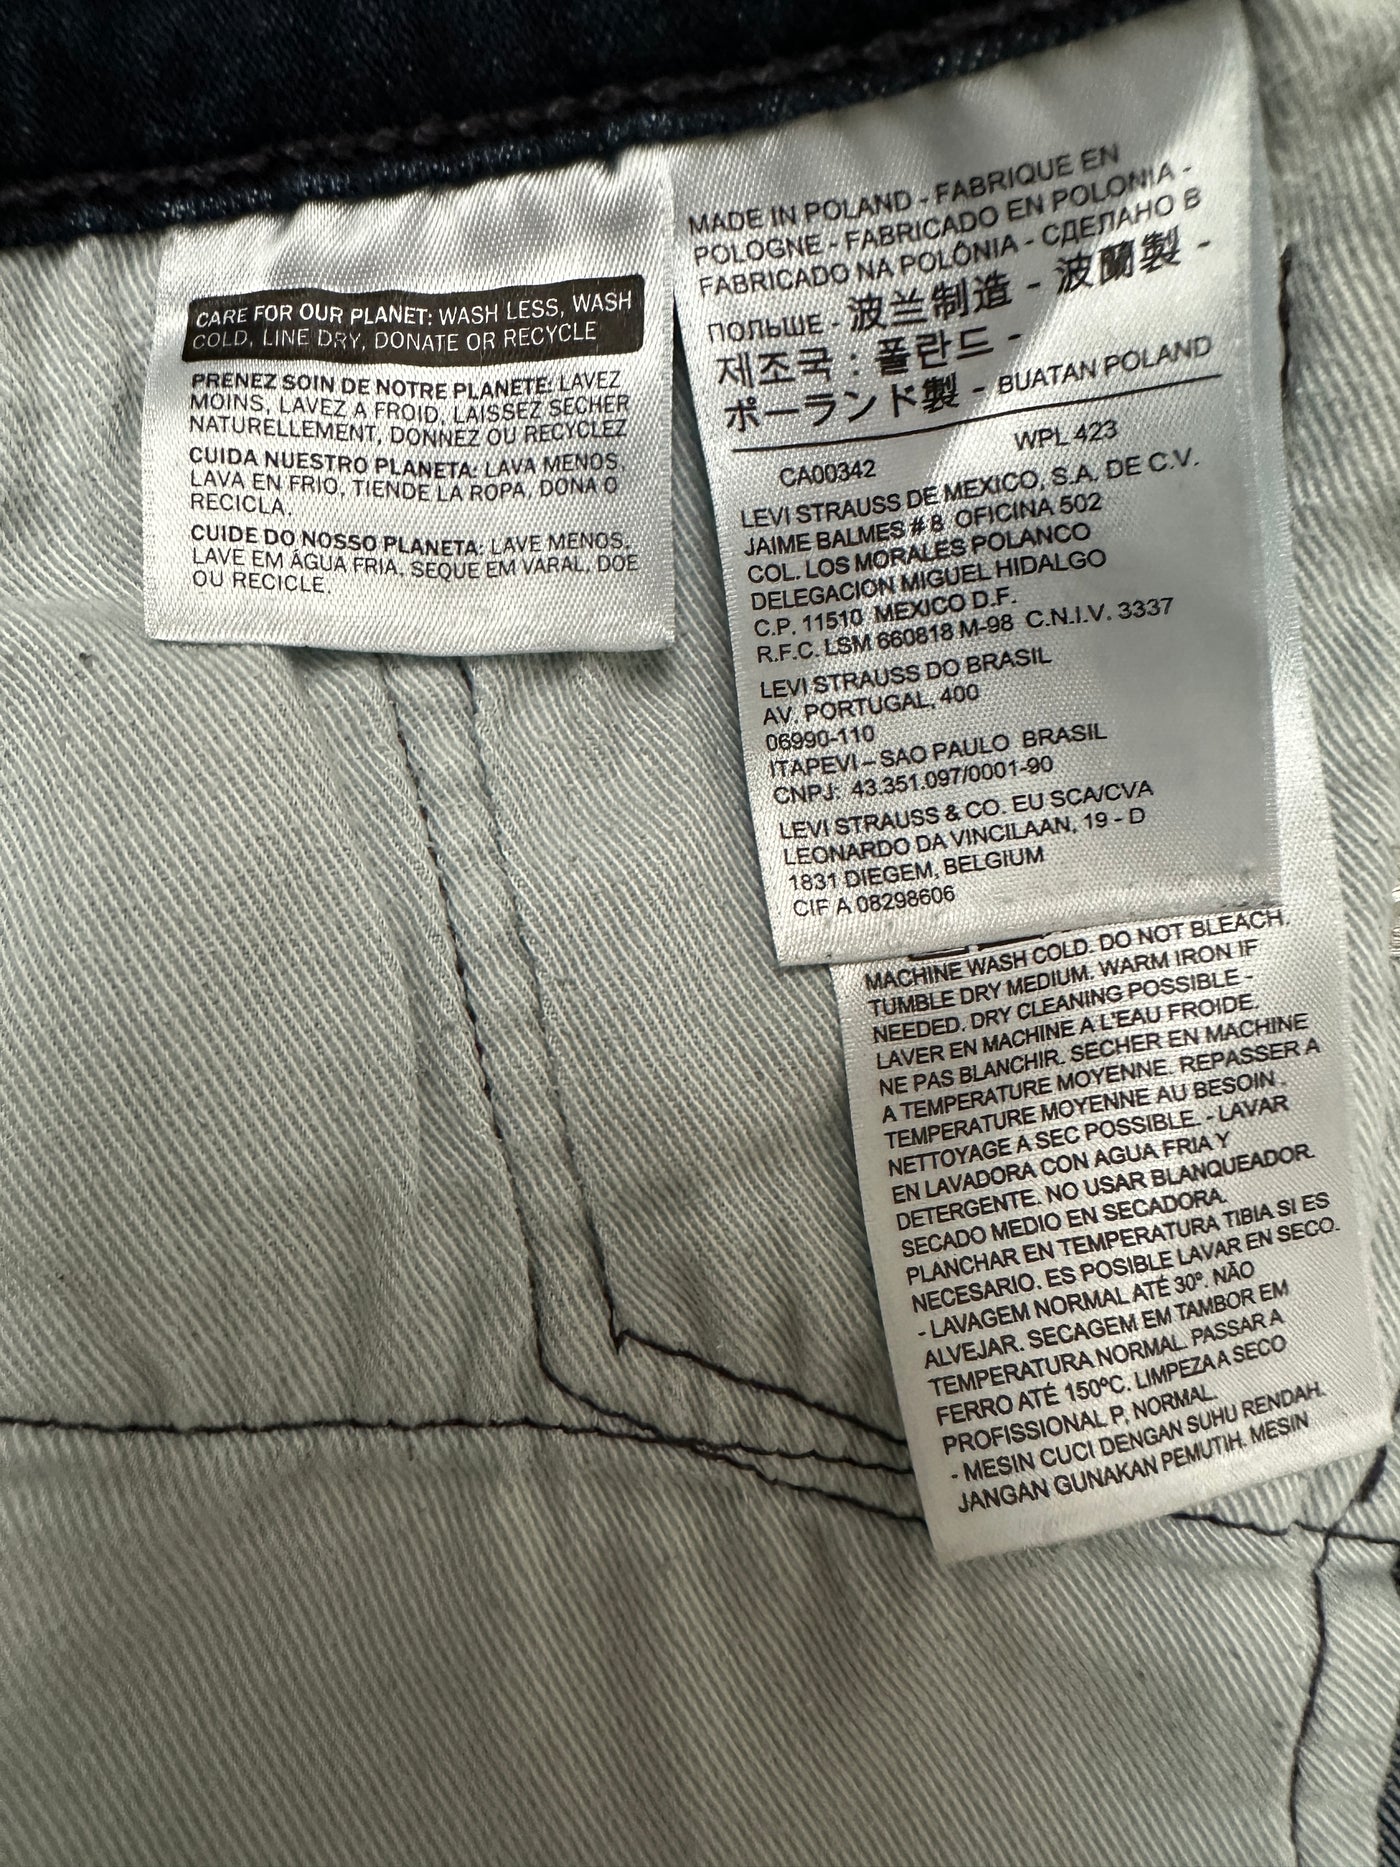 CARE FOR OUR PLANET: WASH LESS, WASH
COLD, LINE DRY, DONATE OR RECYCLE
PRENEZ SOIN DE NOTRE PLANETE: LAVEZ
MOINS, LAVEZ A FROID, LAISSEZ SECHER
NATURELLEMENT, DONNEZ OU RECYCLEZ
CUIDA NUESTRO PLANETA: LAVA MENOS,
LAVA EN FRIO, TIENDE LA ROPA, DONA O
RECICLA.
CUIDE DO NOSSO PLANETA: LAVE MENOS,
LAVE EM ÁGUA FRIA, SEQUE EM VARAL, DOE
OU RECICLE.
MADE IN POLAND - FABRIQUE EN
POLOGNE - FABRICADO EN POLONIA -
FABRICADO NA POLÔNIA - СДЕЛАНО В
ПОЛЬШЕ - 波兰制造 - 波蘭製 -
제조국 : 폴란드 -
ポーランド製 - BUATAN POLAND
CA00342 WPL 423
LEVI STRAUSS DE MEXICO, S.A. DE C.V.
JAIME BALMES # 8 OFICINA 502
COL. LOS MORALES POLANCO
DELEGACION MIGUEL HIDALGO
C.P. 11510 MEXICO D.F.
R.F.C. LSM 660818 M-98 C.N.I.V. 3337
LEVI STRAUSS DO BRASIL
AV. PORTUGAL, 400
06990-110
ITAPEVI – SAO PAULO BRASIL
CNPJ: 43.351.097/0001-90
LEVI STRAUSS & CO. EU SCA/CVA
LEONARDO DA VINCILAAN, 19 - D
1831 DIEGEM, BELGIUM
CIF A 08298606
MACHINE WASH COLD. DO NOT BLEACH.
TUMBLE DRY MEDIUM. WARM IRON IF
NEEDED. DRY CLEANING POSSIBLE -
LAVER EN MACHINE A L'EAU FROIDE.
NE PAS BLANCHIR. SECHER EN MACHINE
A TEMPERATURE MOYENNE. REPASSER A
TEMPERATURE MOYENNE AU BESOIN.
NETTOYAGE A SEC POSSIBLE. - LAVAR
EN LAVADORA CON AGUA FRIA Y
DETERGENTE. NO USAR BLANQUEADOR.
SECADO MEDIO EN SECADORA.
PLANCHAR EN TEMPERATURA TIBIA SI ES
NECESARIO. ES POSIBLE LAVAR EN SECO.
- LAVAGEM NORMAL ATÉ 30º. NÃO
ALVEJAR. SECAGEM EM TAMBOR EM
TEMPERATURA NORMAL. PASSAR A
FERRO ATÉ 150ºC. LIMPEZA A SECO
PROFISSIONAL P, NORMAL.
- MESIN CUCI DENGAN SUHU RENDAH.
JANGAN GUNAKAN PEMUTIH. MESIN